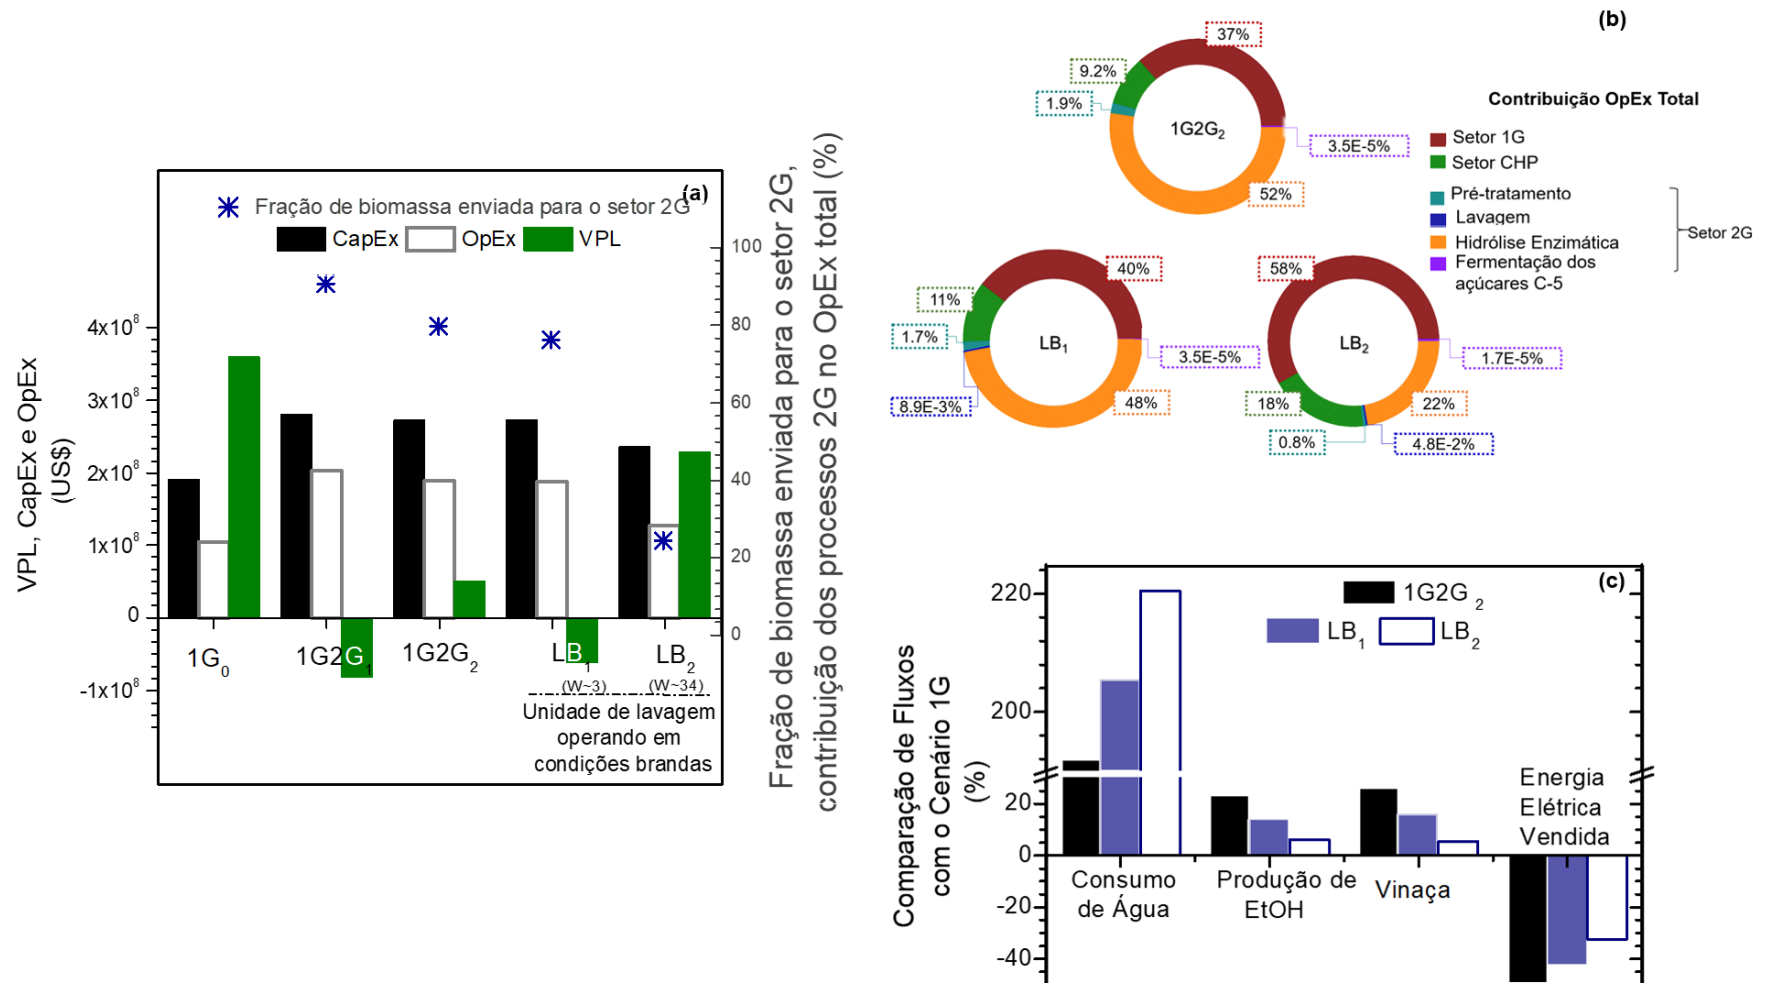 (a)
Fração de biomassa enviada para o setor 2G
CapEx OpEx VPL
VPL, CapEx e OpEx
(US$)
4x10⁸
3x10⁸
2x10⁸
1x10⁸
0
-1x10⁸
100
80
60
40
20
0
Fração de biomassa enviada para o setor 2G,
contribuição dos processos 2G no OpEx total (%)
1G₀ 1G2G₁ 1G2G₂ LB₁ LB₂
(W~3) (W~34)
Unidade de lavagem
operando em
condições brandas
(b)
37%
9.2%
1.9%
1G2G₂
3.5E-5%
52%
Contribuição OpEx Total
Setor 1G
Setor CHP
Pré-tratamento
Lavagem
Hidrólise Enzimática
Fermentação dos
açúcares C-5
Setor 2G
40%
11%
1.7%
LB₁
3.5E-5%
8.9E-3%
48%
58%
LB₂
1.7E-5%
18%
22%
0.8%
4.8E-2%
(c)
1G2G₂
LB₁ LB₂
Comparação de Fluxos
com o Cenário 1G
(%)
220
200
20
0
-20
-40
Consumo
de Água
Produção de
EtOH
Vinaça
Energia
Elétrica
Vendida